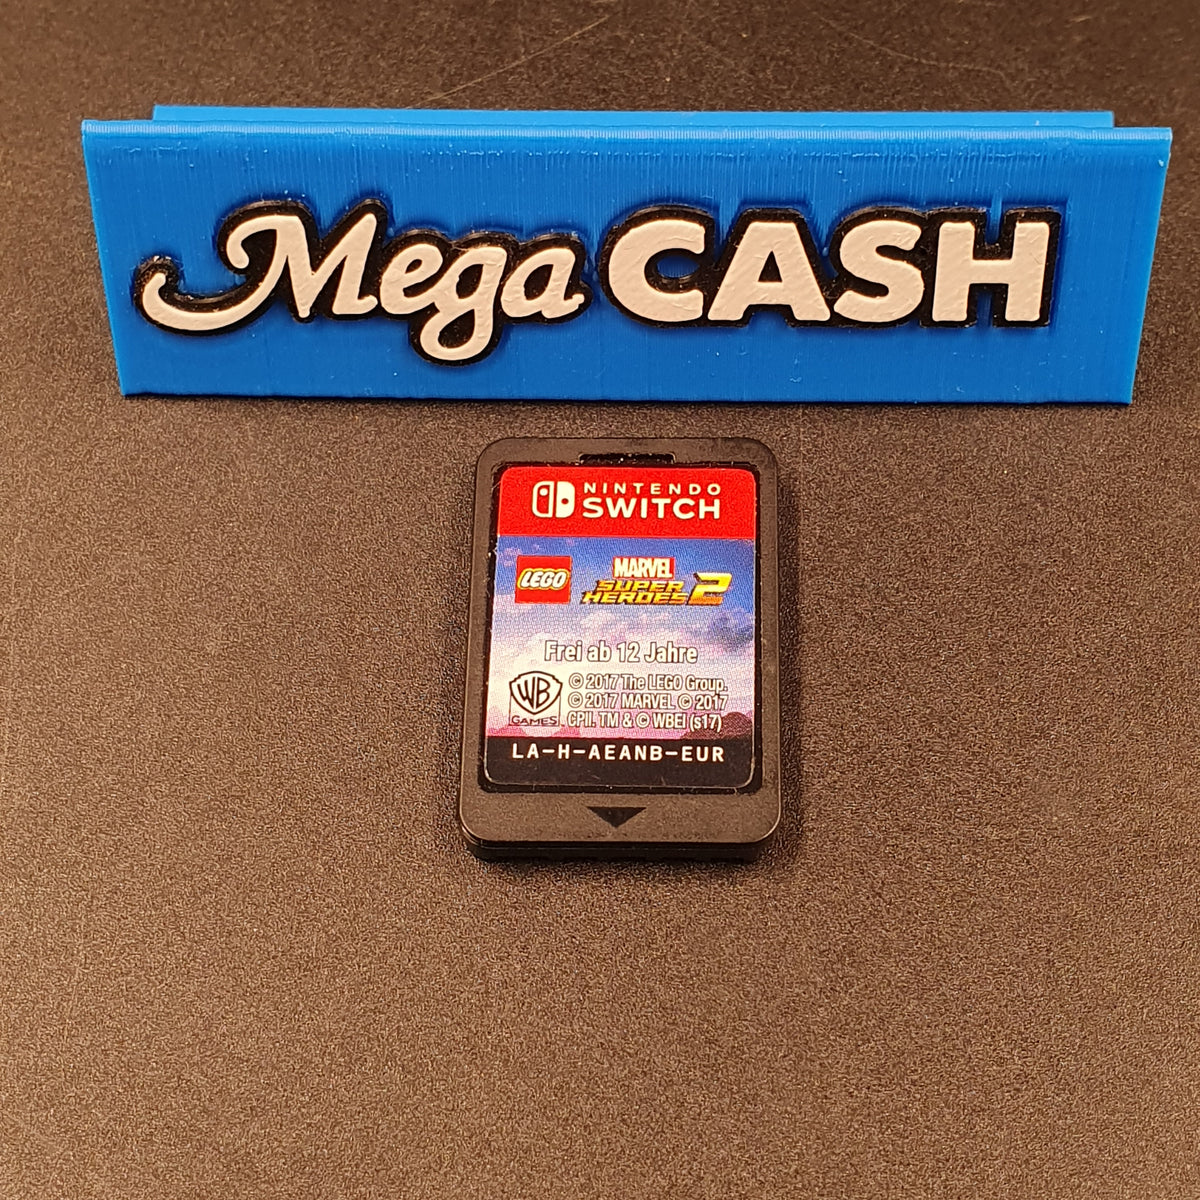 Mega CASH
NINTENDO
SWITCH
LEGO
MARVEL
SUPER
HEROES 2
Frei ab 12 Jahre
WB
GAMES
© 2017 The LEGO Group.
© 2017 MARVEL © 2017
CPII. TM & © WBEI (s17)
LA-H-AEANB-EUR